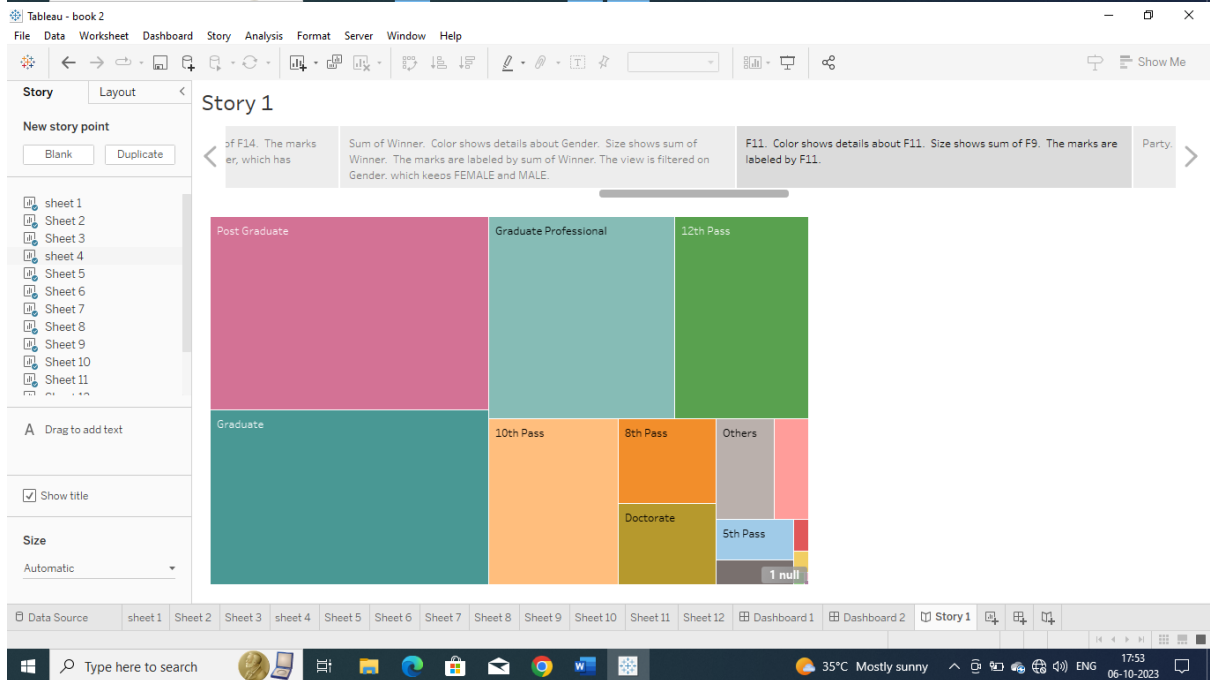 Tableau - book 2
File Data Worksheet Dashboard Story Analysis Format Server Window Help
Show Me
Story Layout
New story point
Blank Duplicate
sheet 1
Sheet 2
Sheet 3
sheet 4
Sheet 5
Sheet 6
Sheet 7
Sheet 8
Sheet 9
Sheet 10
Sheet 11
A Drag to add text
Show title
Size
Automatic
Story 1
of F14. The marks
er, which has
Sum of Winner. Color shows details about Gender. Size shows sum of
Winner. The marks are labeled by sum of Winner. The view is filtered on
Gender, which keeps FEMALE and MALE.
F11. Color shows details about F11. Size shows sum of F9. The marks are
labeled by F11.
Party.
Post Graduate
Graduate Professional
12th Pass
Graduate
10th Pass
8th Pass
Others
Doctorate
5th Pass
1 null
Data Source sheet 1 Sheet 2 Sheet 3 sheet 4 Sheet 5 Sheet 6 Sheet 7 Sheet 8 Sheet 9 Sheet 10 Sheet 11 Sheet 12 Dashboard 1 Dashboard 2 Story 1
Type here to search
35°C Mostly sunny
ENG
17:53
06-10-2023